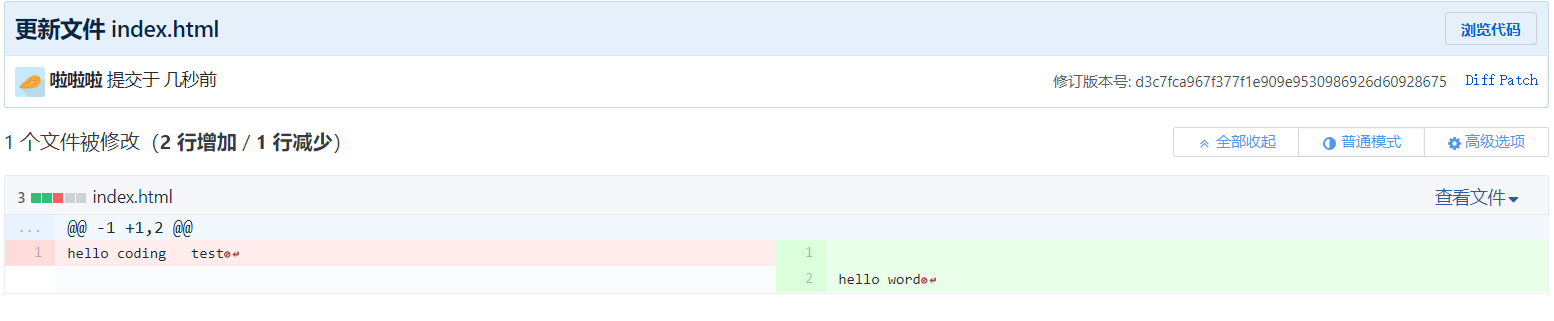 更新文件 index.html
浏览代码
啦啦啦 提交于 几秒前
修订版本号: d3c7fca967f377f1e909e9530986926d60928675 Diff Patch
1 个文件被修改（2 行增加 / 1 行减少）
全部收起 普通模式 高级选项
3 index.html
查看文件
... @@ -1 +1,2 @@
1 hello coding   test 1
2 hello word